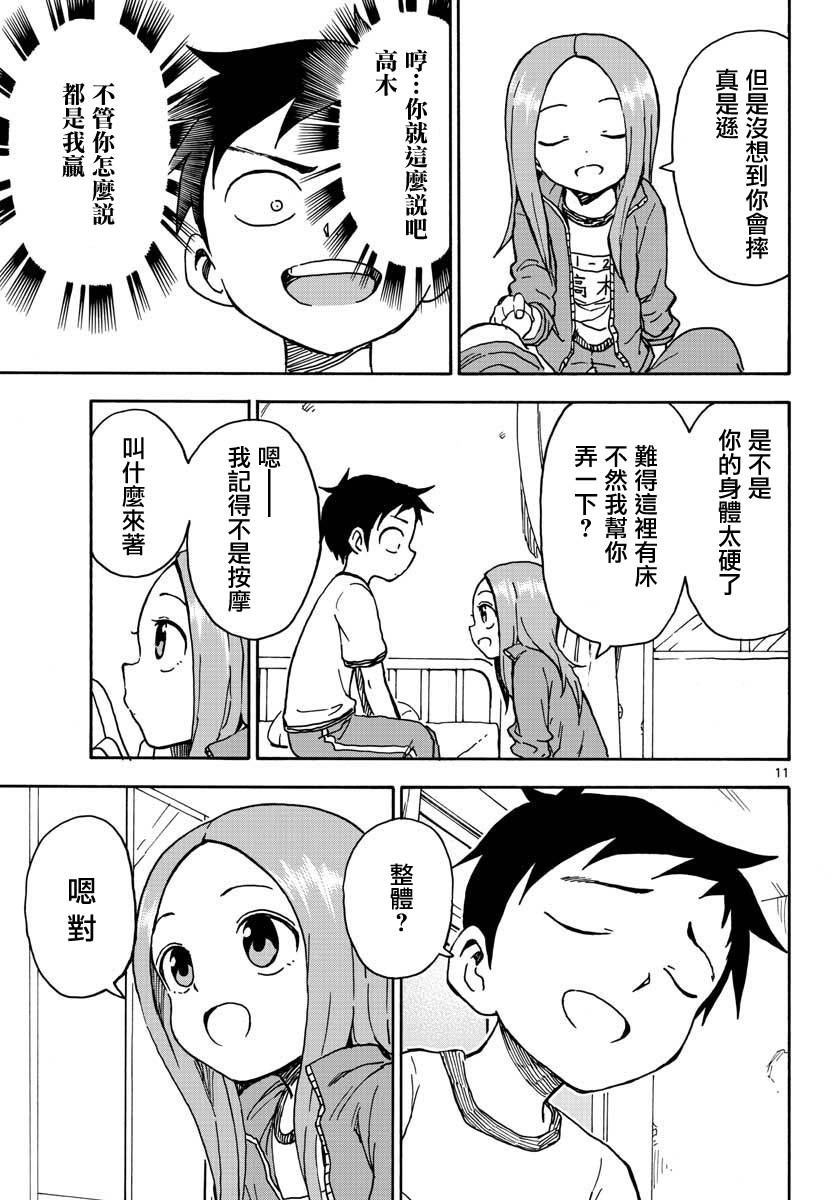 但是沒想到你會摔
真是遜
1-2
高木
哼…你就這麼說吧
高木
不管你怎麼說
都是我贏
是不是
你的身體太硬了
難得這裡有床
不然我幫你
弄一下?
嗯——
我記得不是按摩
叫什麼來著
11
整體?
嗯對